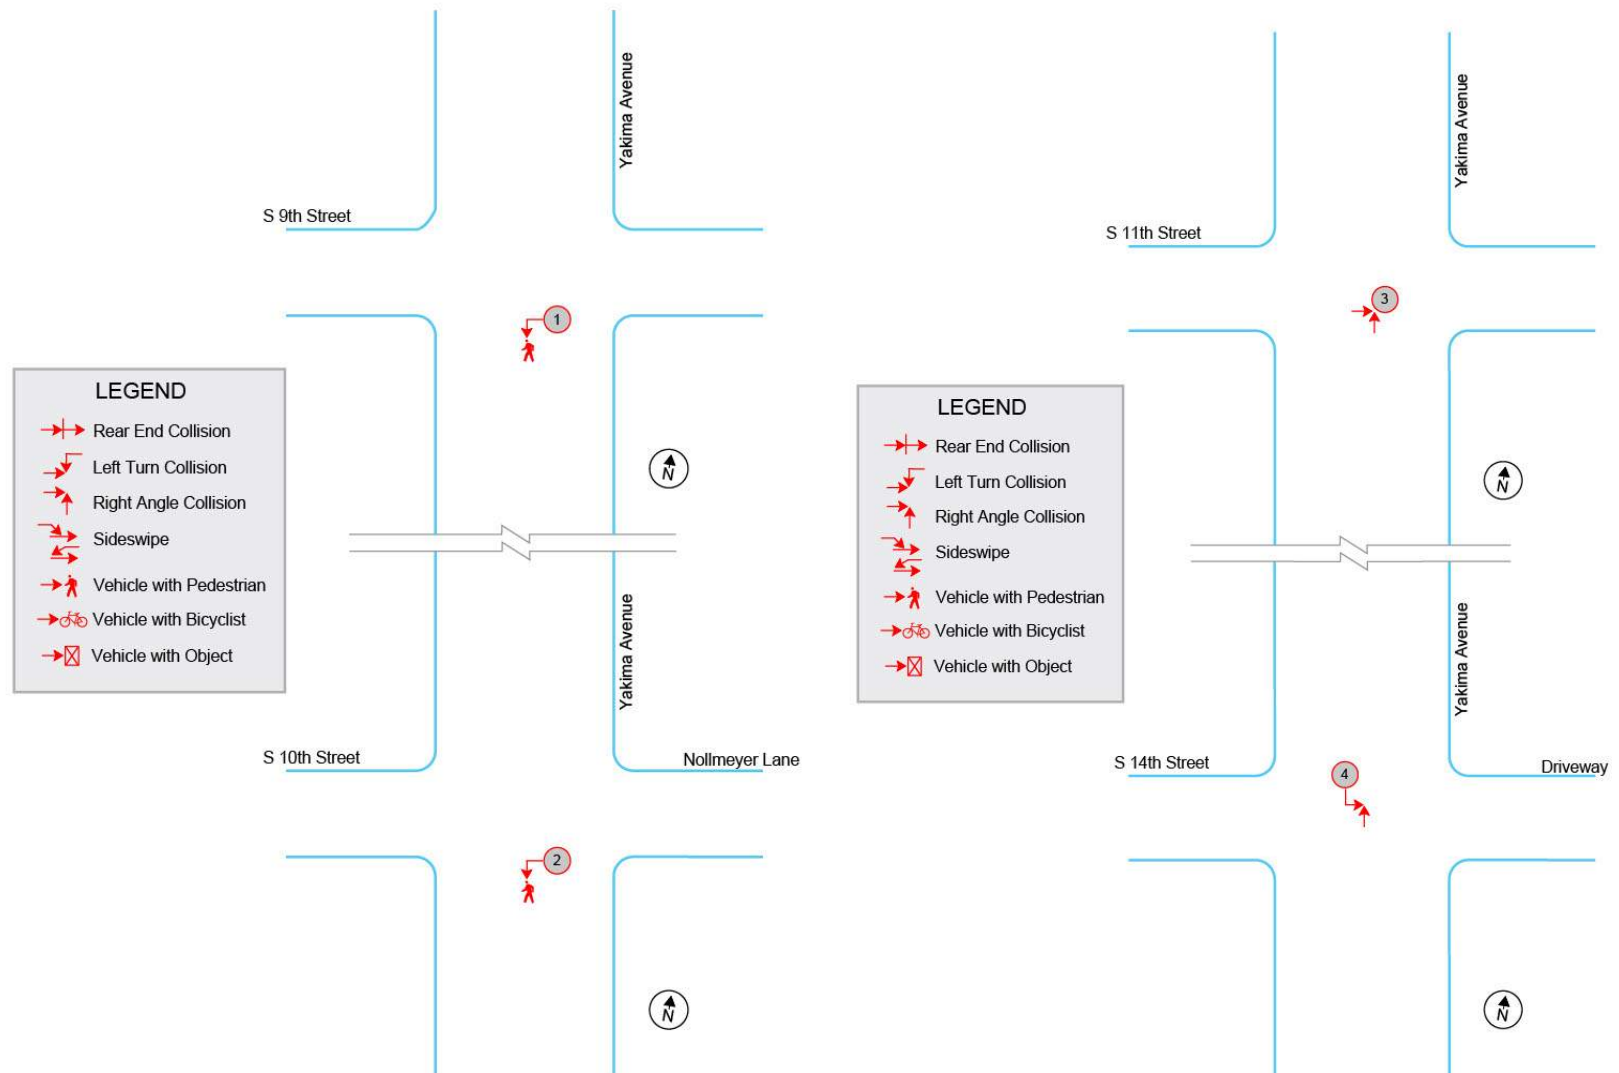 Yakima Avenue
S 9th Street
1
LEGEND
Rear End Collision
Left Turn Collision
Right Angle Collision
Sideswipe
Vehicle with Pedestrian
Vehicle with Bicyclist
Vehicle with Object
N
Yakima Avenue
S 10th Street
Nollmeyer Lane
2
N
Yakima Avenue
S 11th Street
3
LEGEND
Rear End Collision
Left Turn Collision
Right Angle Collision
Sideswipe
Vehicle with Pedestrian
Vehicle with Bicyclist
Vehicle with Object
N
Yakima Avenue
S 14th Street
Driveway
4
N